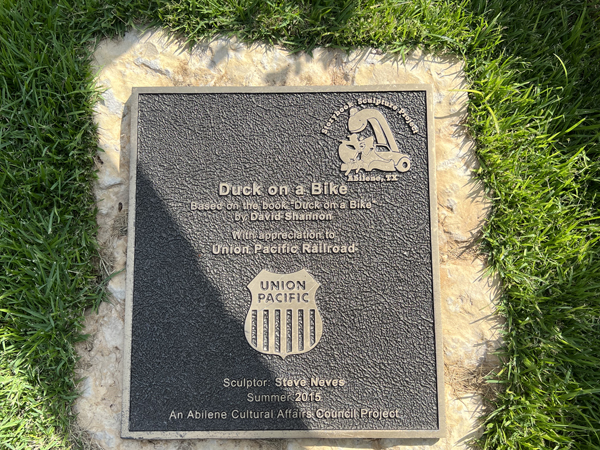 Storybook Sculpture Project
Abilene, TX
Duck on a Bike
Based on the book "Duck on a Bike"
by David Shannon
With appreciation to
Union Pacific Railroad
UNION
PACIFIC
Sculptor: Steve Neves
Summer 2015
An Abilene Cultural Affairs Council Project